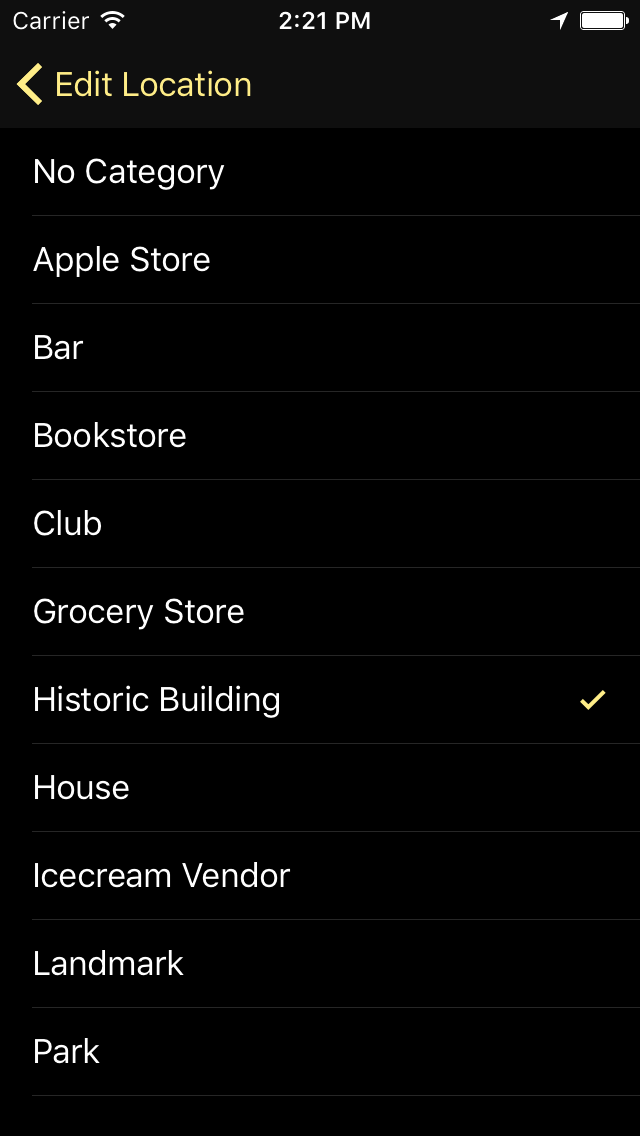 Carrier 2:21 PM
Edit Location
No Category
Apple Store
Bar
Bookstore
Club
Grocery Store
Historic Building
House
Icecream Vendor
Landmark
Park